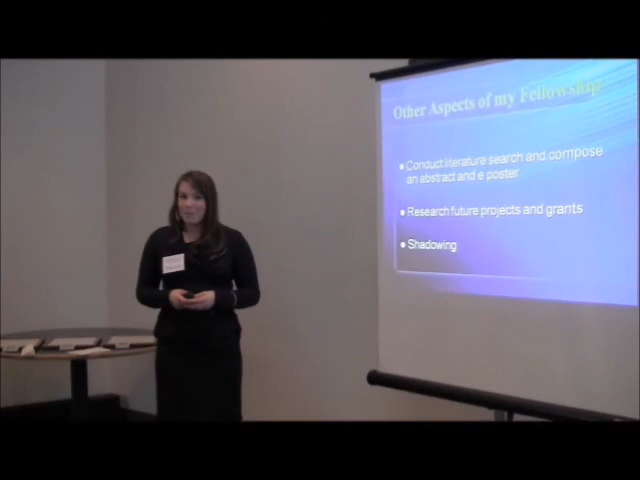 Other Aspects of my Fellowship
Conduct literature search and compose
an abstract and e poster
Research future projects and grants
Shadowing